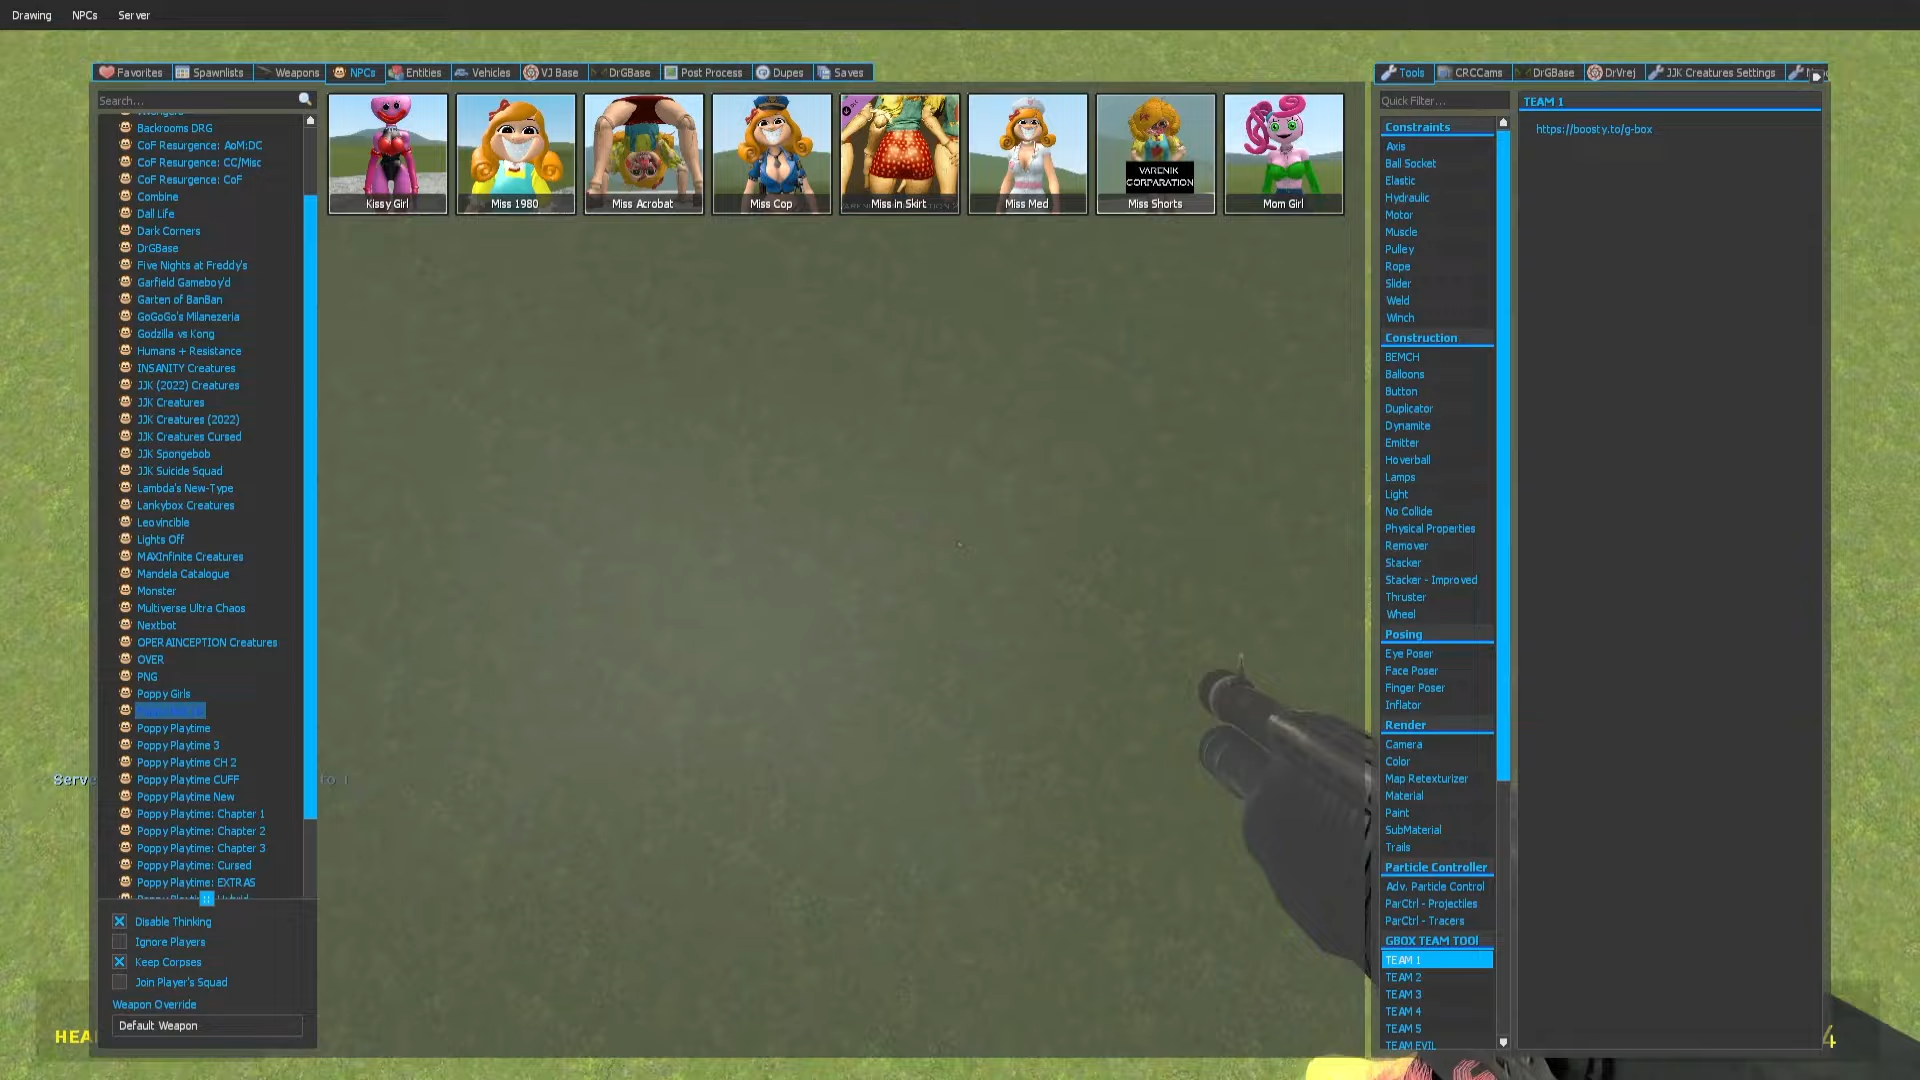 Drawing NPCs Server
Favorites Spawnlists Weapons NPCs Entities Vehicles VJ Base DrGBase Post Process Dupes Saves
Search...
Backrooms DRG
CoF Resurgence: AoM:DC
CoF Resurgence: CC/Misc
CoF Resurgence: CoF
Combine
Dall Life
Dark Corners
DrGBase
Five Nights at Freddy's
Garfield Gameboy'd
Garten of BanBan
GoGoGo's Milanezeria
Godzilla vs Kong
Humans + Resistance
INSANITY Creatures
JJK (2022) Creatures
JJK Creatures
JJK Creatures (2022)
JJK Creatures Cursed
JJK Spongebob
JJK Suicide Squad
Lambda's New-Type
Lankybox Creatures
Leovincible
Lights Off
MAXInfinite Creatures
Mandela Catalogue
Monster
Multiverse Ultra Chaos
Nextbot
OPERAINCEPTION Creatures
OVER
PNG
Poppy Girls
Poppy Playtime
Poppy Playtime 3
Poppy Playtime CH 2
Poppy Playtime CUFF
Poppy Playtime New
Poppy Playtime: Chapter 1
Poppy Playtime: Chapter 2
Poppy Playtime: Chapter 3
Poppy Playtime: Cursed
Poppy Playtime: EXTRAS
Disable Thinking
Ignore Players
Keep Corpses
Join Player's Squad
Weapon Override
Default Weapon
Kissy Girl
Miss 1980
Miss Acrobat
Miss Cop
Miss In Skirt
Miss Med
VARENIK
CORPARATION
Miss Shorts
Mom Girl
Tools CRCCams DrGBase DrVrej JJK Creatures Settings
Quick Filter...
Constraints
Axis
Ball Socket
Elastic
Hydraulic
Motor
Muscle
Pulley
Rope
Slider
Weld
Winch
Construction
BEMCH
Balloons
Button
Duplicator
Dynamite
Emitter
Hoverball
Lamps
Light
No Collide
Physical Properties
Remover
Stacker
Stacker - Improved
Thruster
Wheel
Posing
Eye Poser
Face Poser
Finger Poser
Inflator
Render
Camera
Color
Map Retexturizer
Material
Paint
SubMaterial
Trails
Particle Controller
Adv. Particle Control
ParCtrl - Projectiles
ParCtrl - Tracers
GBOX TEAM TOOl
TEAM 1
TEAM 2
TEAM 3
TEAM 4
TEAM 5
TEAM EVIL
TEAM 1
https://boosty.to/g-box
Serve
HEA
4